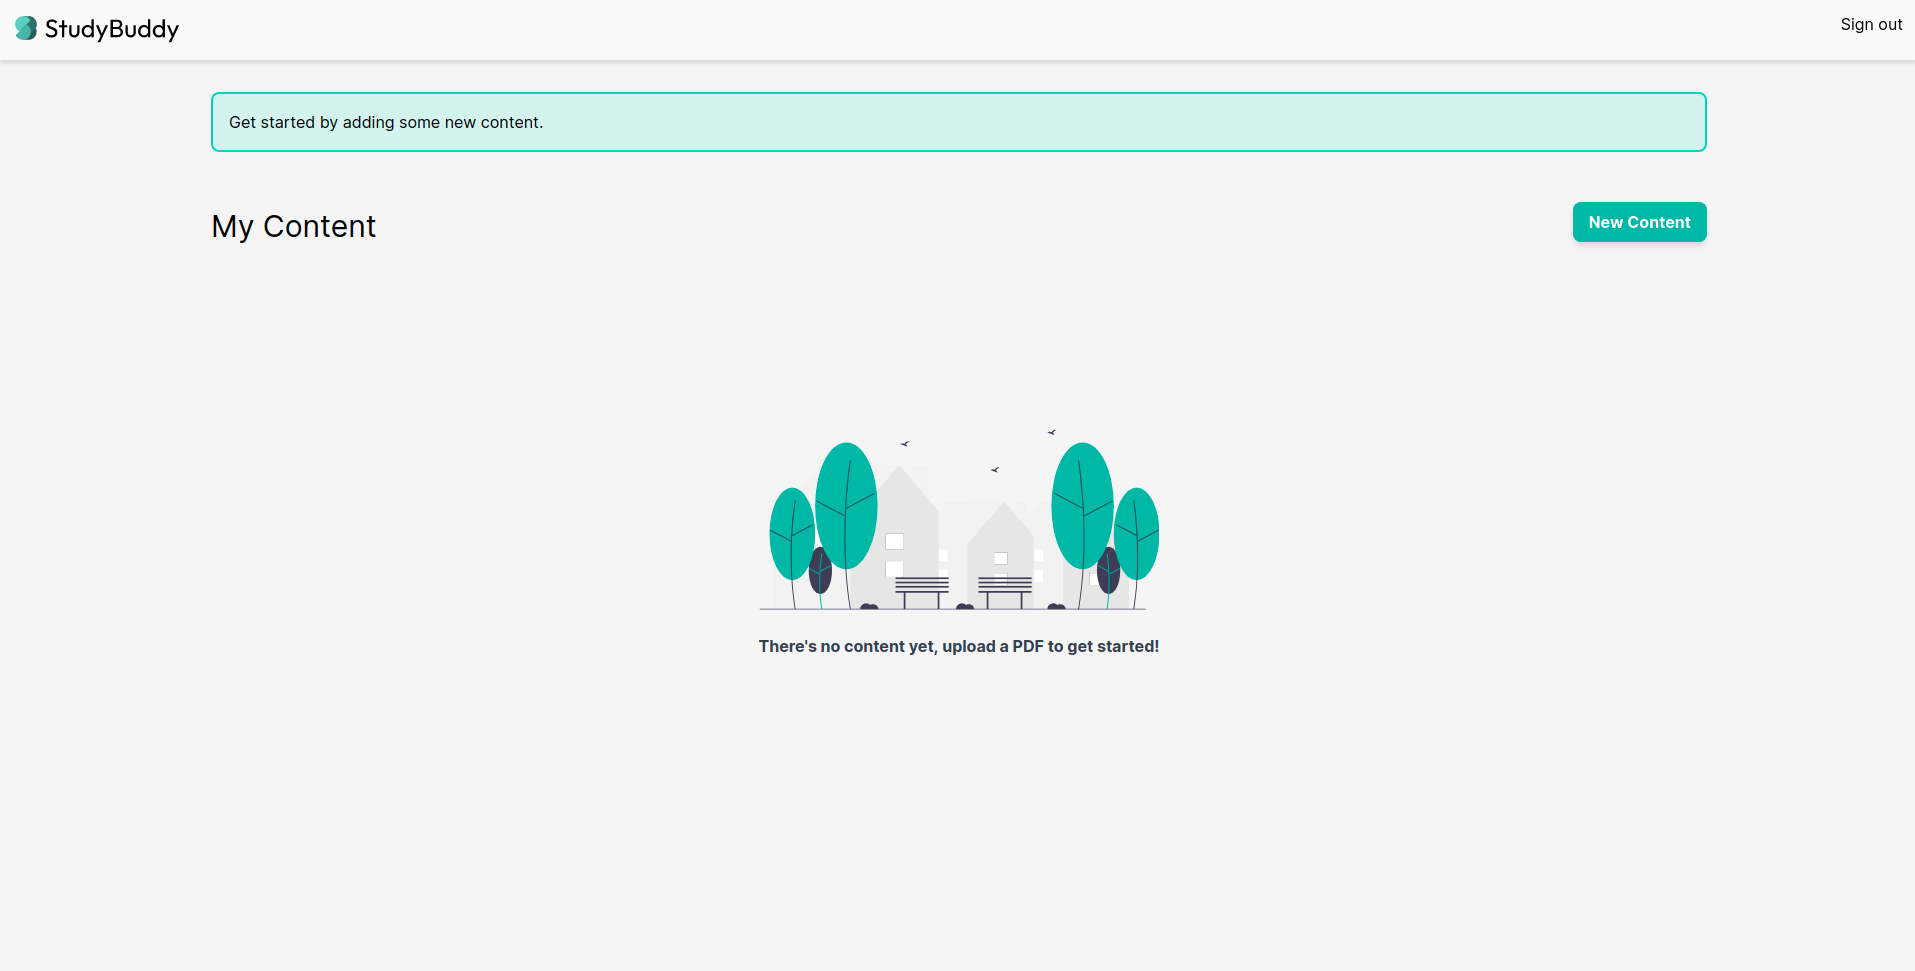 StudyBuddy
Sign out
Get started by adding some new content.
My Content
New Content
There's no content yet, upload a PDF to get started!